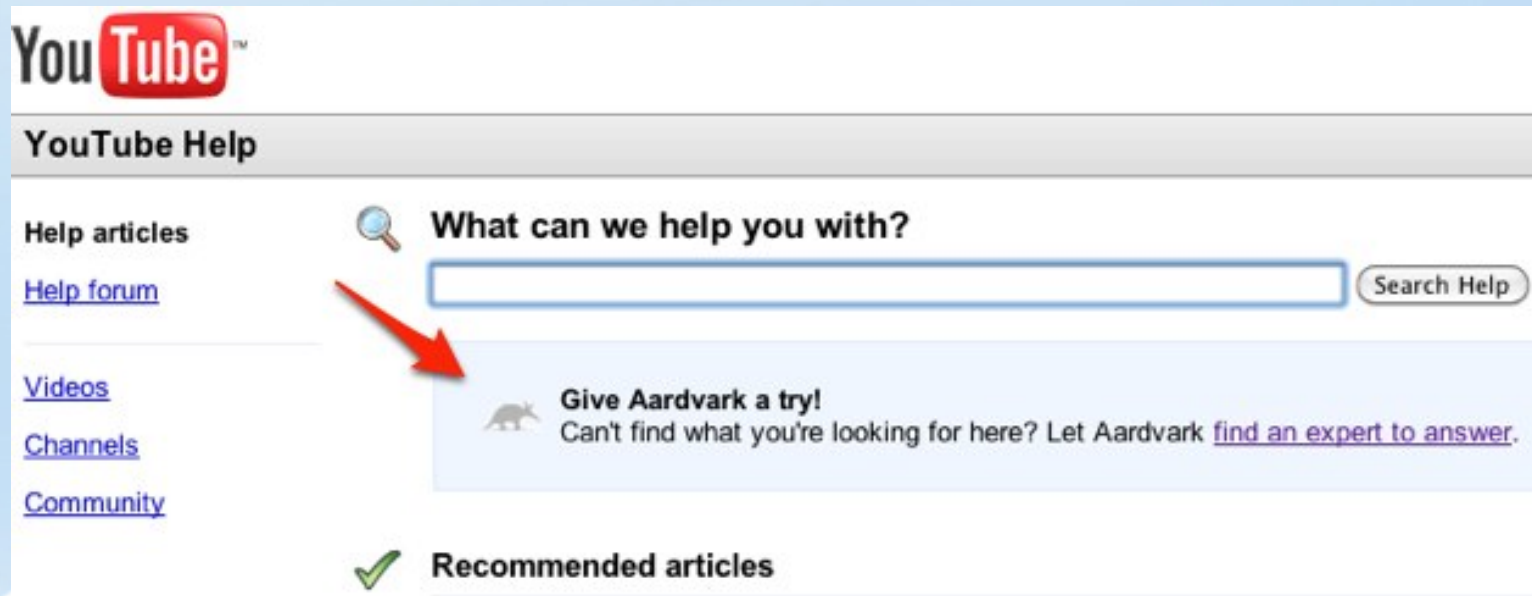 YouTube™
YouTube Help
Help articles
Help forum
Videos
Channels
Community
What can we help you with?
Search Help
Give Aardvark a try!
Can't find what you're looking for here? Let Aardvark find an expert to answer.
Recommended articles